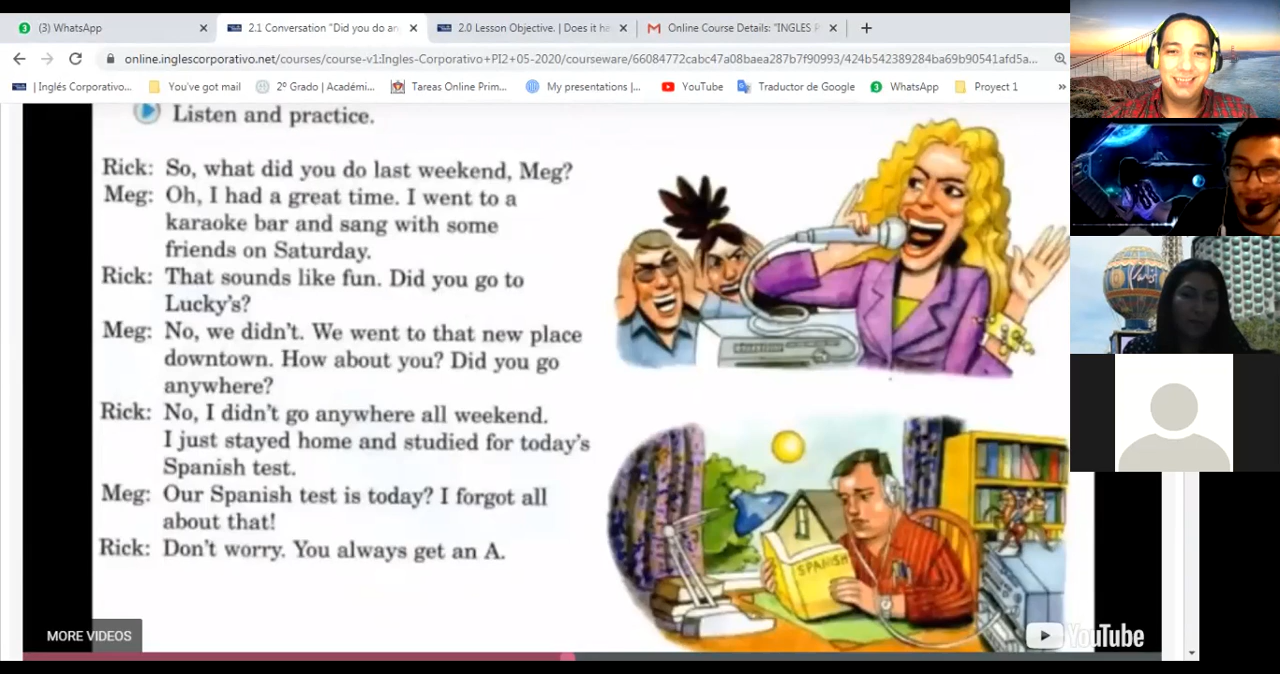 (3) WhatsApp
2.1 Conversation "Did you do an
2.0 Lesson Objective. | Does it ha
Online Course Details: "INGLES P
online.inglescorporativo.net/courses/course-v1:Ingles-Corporativo+PI2+05-2020/courseware/66084772cabc47a08baea287b7f90993/424b542389284ba69b90541afd5a...
| Inglés Corporativo...
You've got mail
2º Grado | Académi...
Tareas Online Prim...
My presentations |...
YouTube
Traductor de Google
WhatsApp
Proyect 1
»
Listen and practice.
Rick: So, what did you do last weekend, Meg?
Meg: Oh, I had a great time. I went to a
karaoke bar and sang with some
friends on Saturday.
Rick: That sounds like fun. Did you go to
Lucky's?
Meg: No, we didn't. We went to that new place
downtown. How about you? Did you go
anywhere?
Rick: No, I didn't go anywhere all weekend.
I just stayed home and studied for today's
Spanish test.
Meg: Our Spanish test is today? I forgot all
about that!
Rick: Don't worry. You always get an A.
SPANISH
MORE VIDEOS
YouTube
Paris